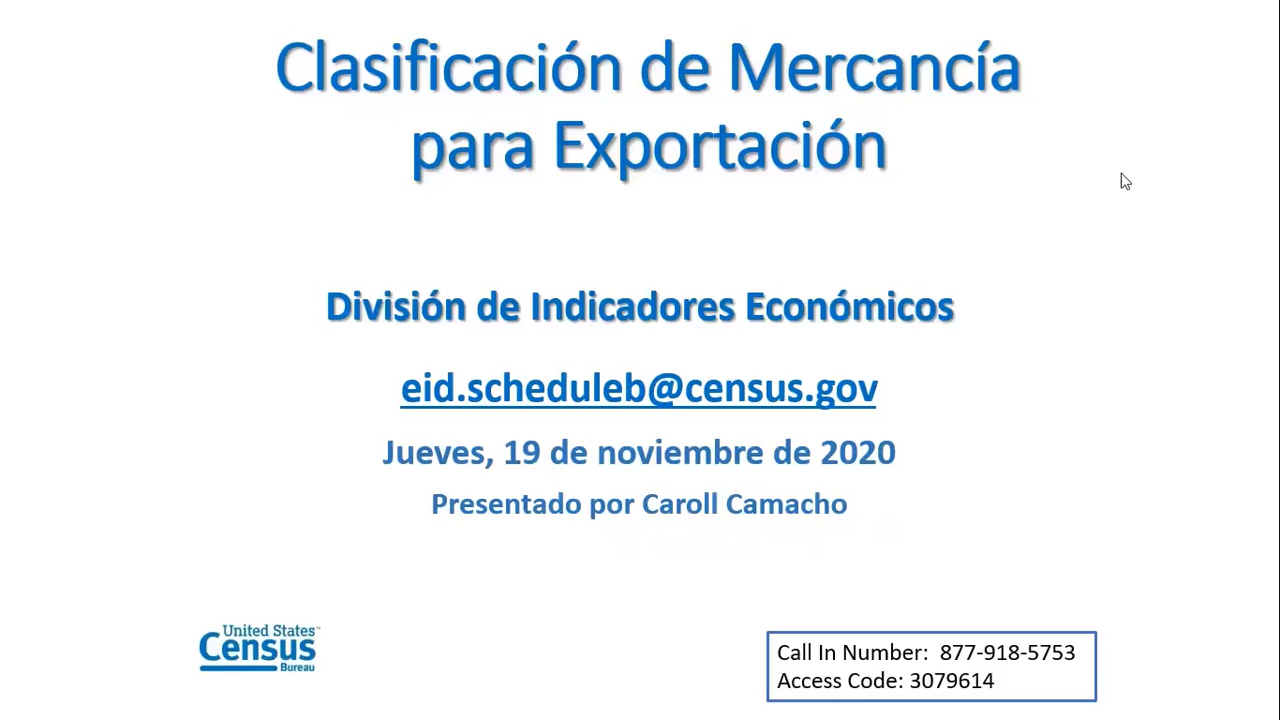 Clasificación de Mercancía
para Exportación
División de Indicadores Económicos
eid.scheduleb@census.gov
Jueves, 19 de noviembre de 2020
Presentado por Caroll Camacho
United States™
Census
Bureau
Call In Number: 877-918-5753
Access Code: 3079614